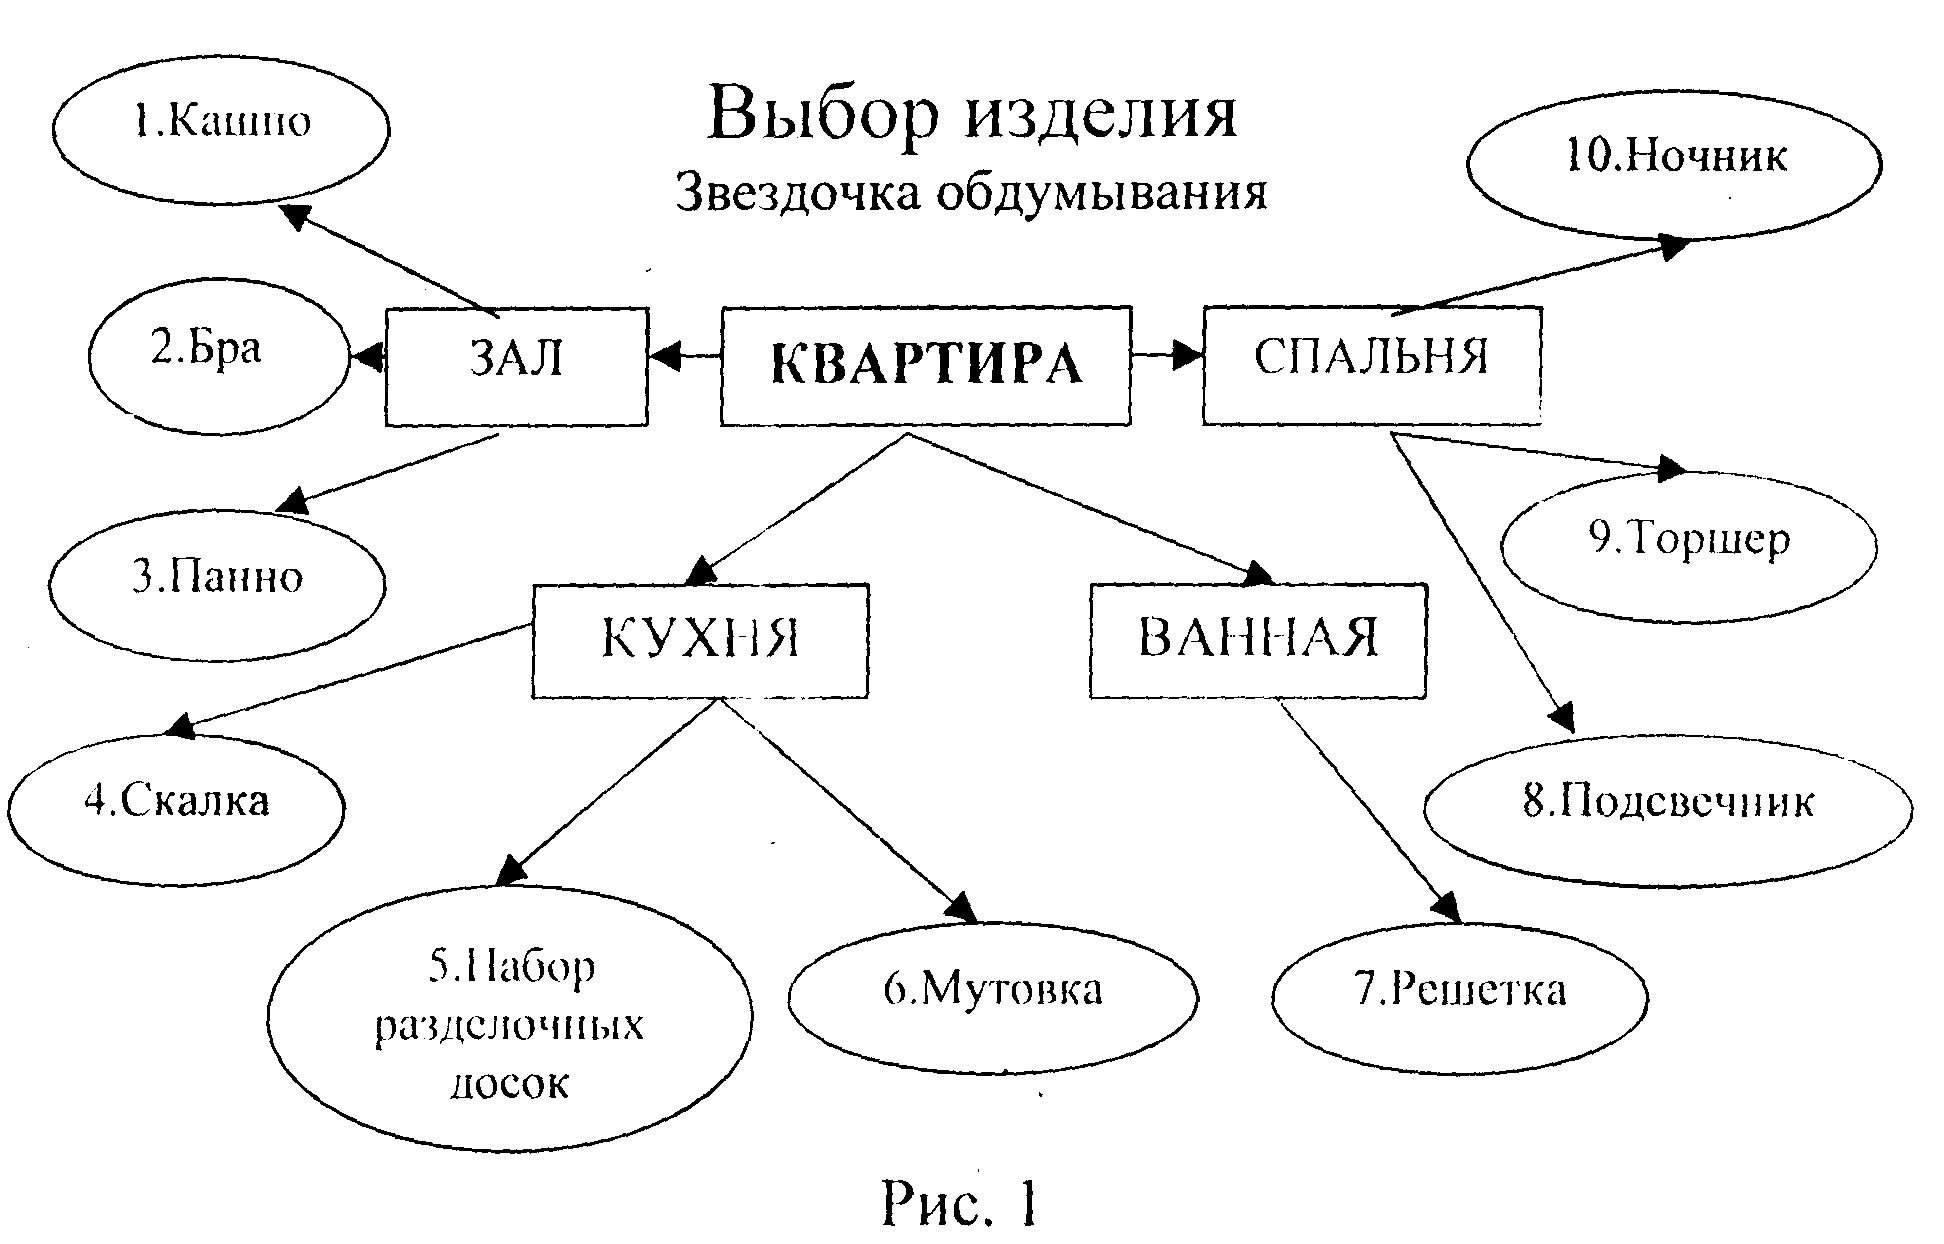 Выбор изделия
Звездочка обдумывания
1.Кашпо
10.Ночник
2.Бра
ЗАЛ
КВАРТИРА
СПАЛЬНЯ
3.Панно
9.Торшер
КУХНЯ
ВАННАЯ
4.Скалка
8.Подсвечник
5.Набор
разделочных
досок
6.Мутовка
7.Решетка
Рис. 1